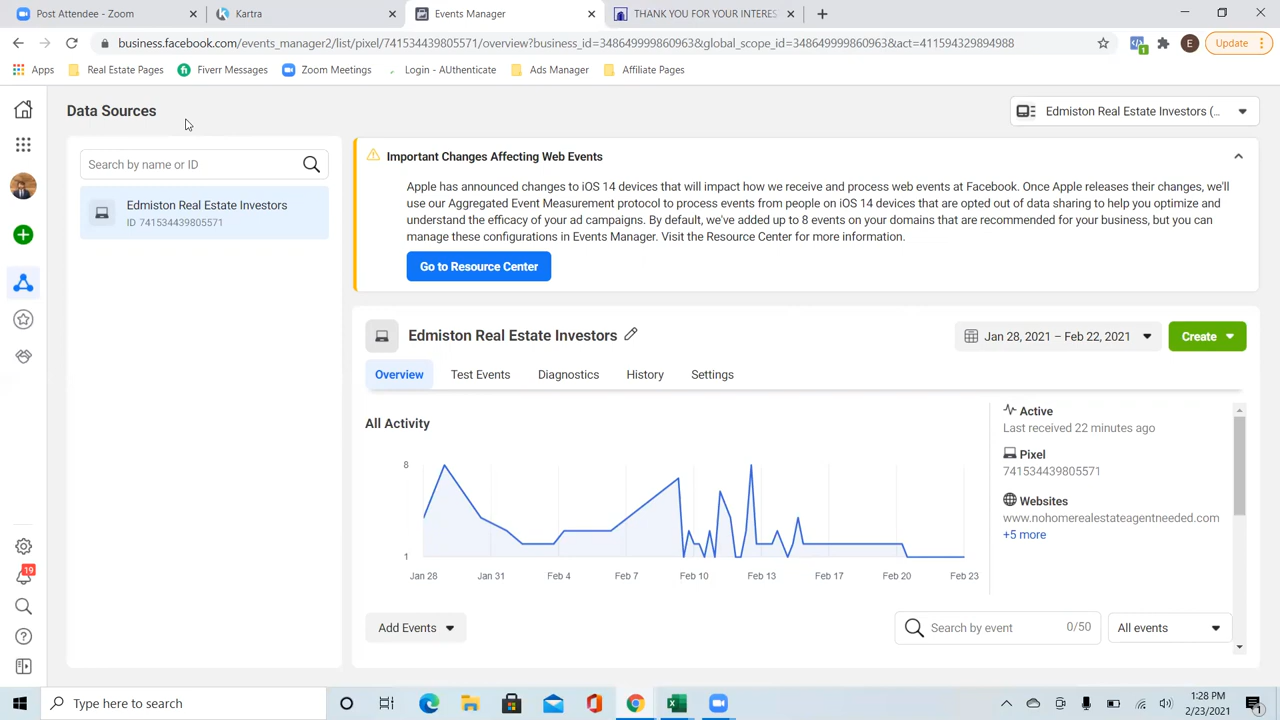 Post Attendee - Zoom
Kartra
Events Manager
THANK YOU FOR YOUR INTERES
business.facebook.com/events_manager2/list/pixel/741534439805571/overview?business_id=348649999860963&global_scope_id=348649999860963&act=411594329894988
1
E
Update
Apps
Real Estate Pages
Fiverr Messages
Zoom Meetings
Login - AUthenticate
Ads Manager
Affiliate Pages
Data Sources
Edmiston Real Estate Investors (...
Search by name or ID
Edmiston Real Estate Investors
ID 741534439805571
Important Changes Affecting Web Events
Apple has announced changes to iOS 14 devices that will impact how we receive and process web events at Facebook. Once Apple releases their changes, we'll
use our Aggregated Event Measurement protocol to process events from people on iOS 14 devices that are opted out of data sharing to help you optimize and
understand the efficacy of your ad campaigns. By default, we've added up to 8 events on your domains that are recommended for your business, but you can
manage these configurations in Events Manager. Visit the Resource Center for more information.
Go to Resource Center
Edmiston Real Estate Investors
Jan 28, 2021 – Feb 22, 2021
Create
Overview
Test Events
Diagnostics
History
Settings
All Activity
8
1
Jan 28
Jan 31
Feb 4
Feb 7
Feb 10
Feb 13
Feb 17
Feb 20
Feb 23
Active
Last received 22 minutes ago
Pixel
741534439805571
Websites
www.nohomerealestateagentneeded.com
+5 more
Add Events
Search by event
0/50
All events
19
Type here to search
1:28 PM
2/23/2021
1